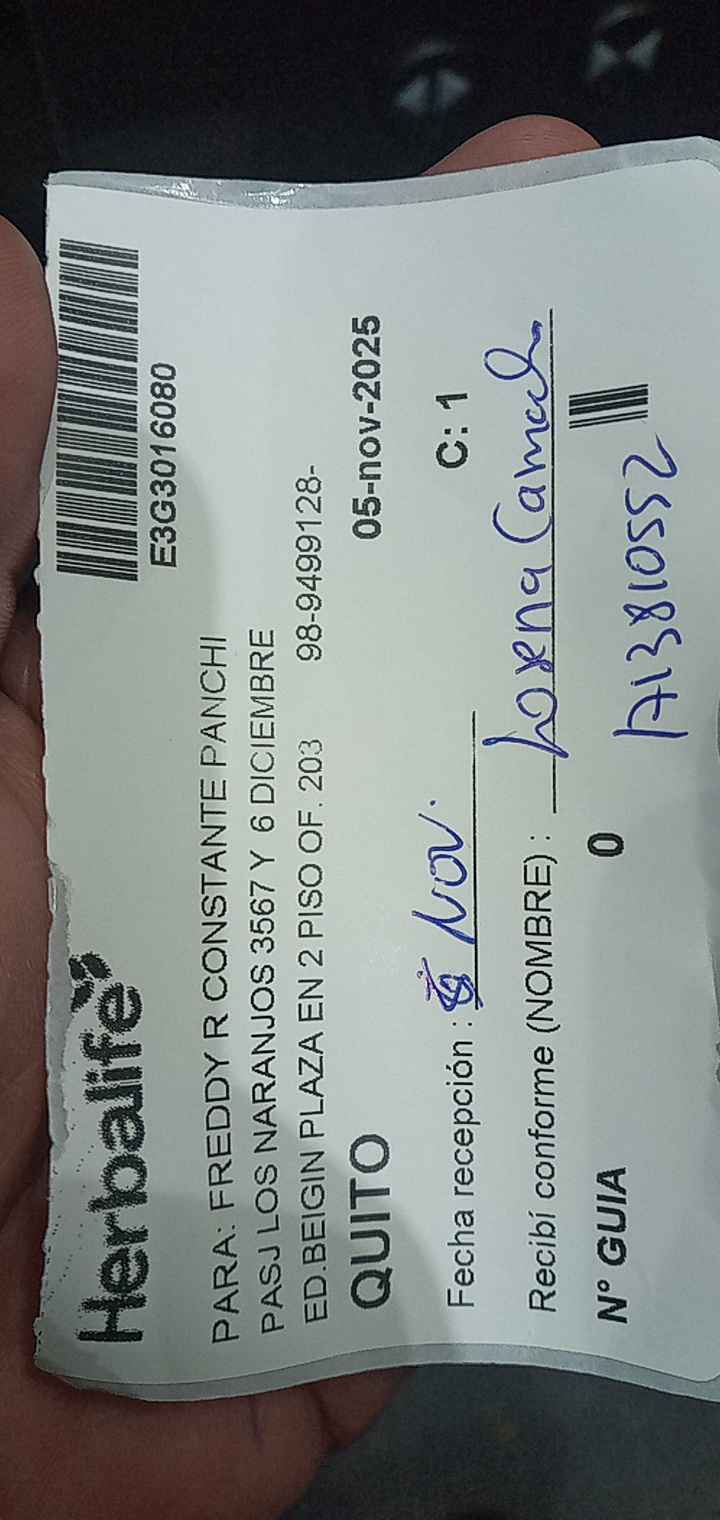 Herbalife
E3G3016080
PARA: FREDDY R CONSTANTE PANCHI
PASJ LOS NARANJOS 3567 Y 6 DICIEMBRE
ED.BEIGIN PLAZA EN 2 PISO OF. 203 98-9499128-
QUITO 05-nov-2025
Fecha recepción : Nov. C: 1
Recibí conforme (NOMBRE) : Lorena Camacho
Nº GUIA 0 1713810552